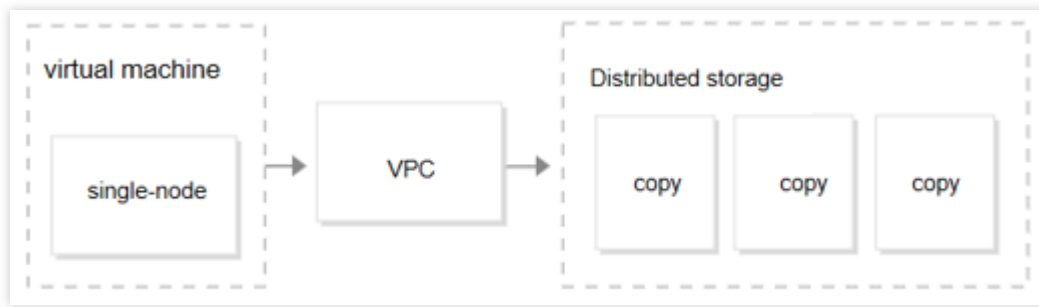 virtual machine
single-node
VPC
Distributed storage
copy
copy
copy